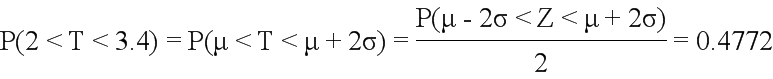 P(2 < T < 3.4) = P(μ < T < μ + 2σ) = P(μ - 2σ < Z < μ + 2σ) / 2 = 0.4772